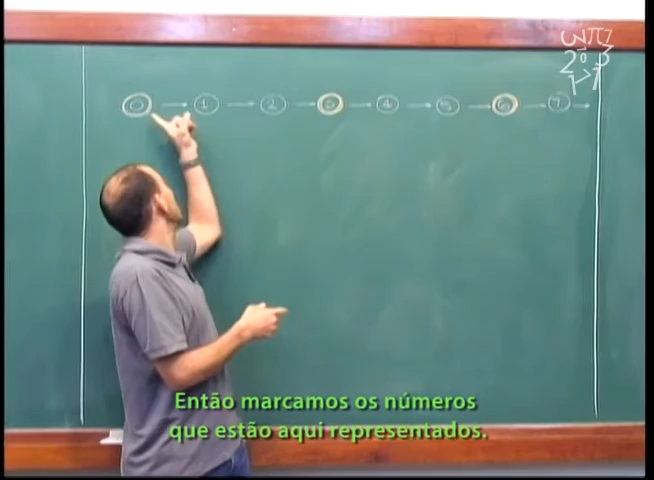 0 → 1 → 2 → 3 → 4 → 5 → 6 → 7 →
Então marcamos os números
que estão aqui representados.